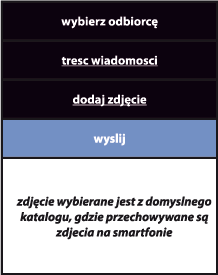 wybierz odbiorcę
tresc wiadomosci
dodaj zdjęcie
wyslij
zdjęcie wybierane jest z domyslnego
katalogu, gdzie przechowywane są
zdjecia na smartfonie